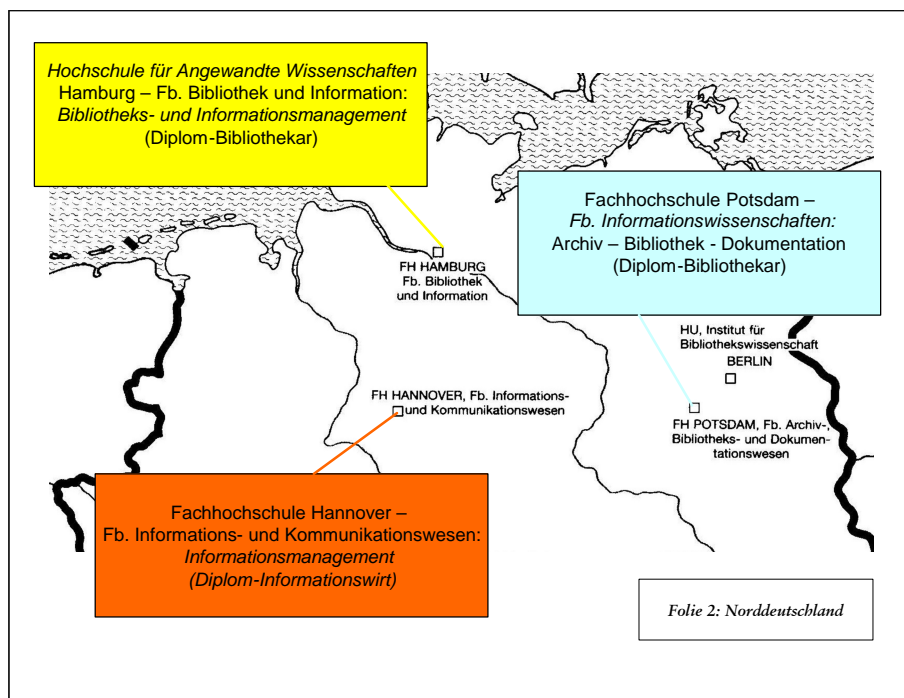 Hochschule für Angewandte Wissenschaften
Hamburg – Fb. Bibliothek und Information:
Bibliotheks- und Informationsmanagement
(Diplom-Bibliothekar)
Fachhochschule Potsdam –
Fb. Informationswissenschaften:
Archiv – Bibliothek - Dokumentation
(Diplom-Bibliothekar)
FH HAMBURG
Fb. Bibliothek
und Information
HU, Institut für
Bibliothekswissenschaft
BERLIN
FH HANNOVER, Fb. Informations-
und Kommunikationswesen
FH POTSDAM, Fb. Archiv-,
Bibliotheks- und Dokumen-
tationswesen
Fachhochschule Hannover –
Fb. Informations- und Kommunikationswesen:
Informationsmanagement
(Diplom-Informationswirt)
Folie 2: Norddeutschland